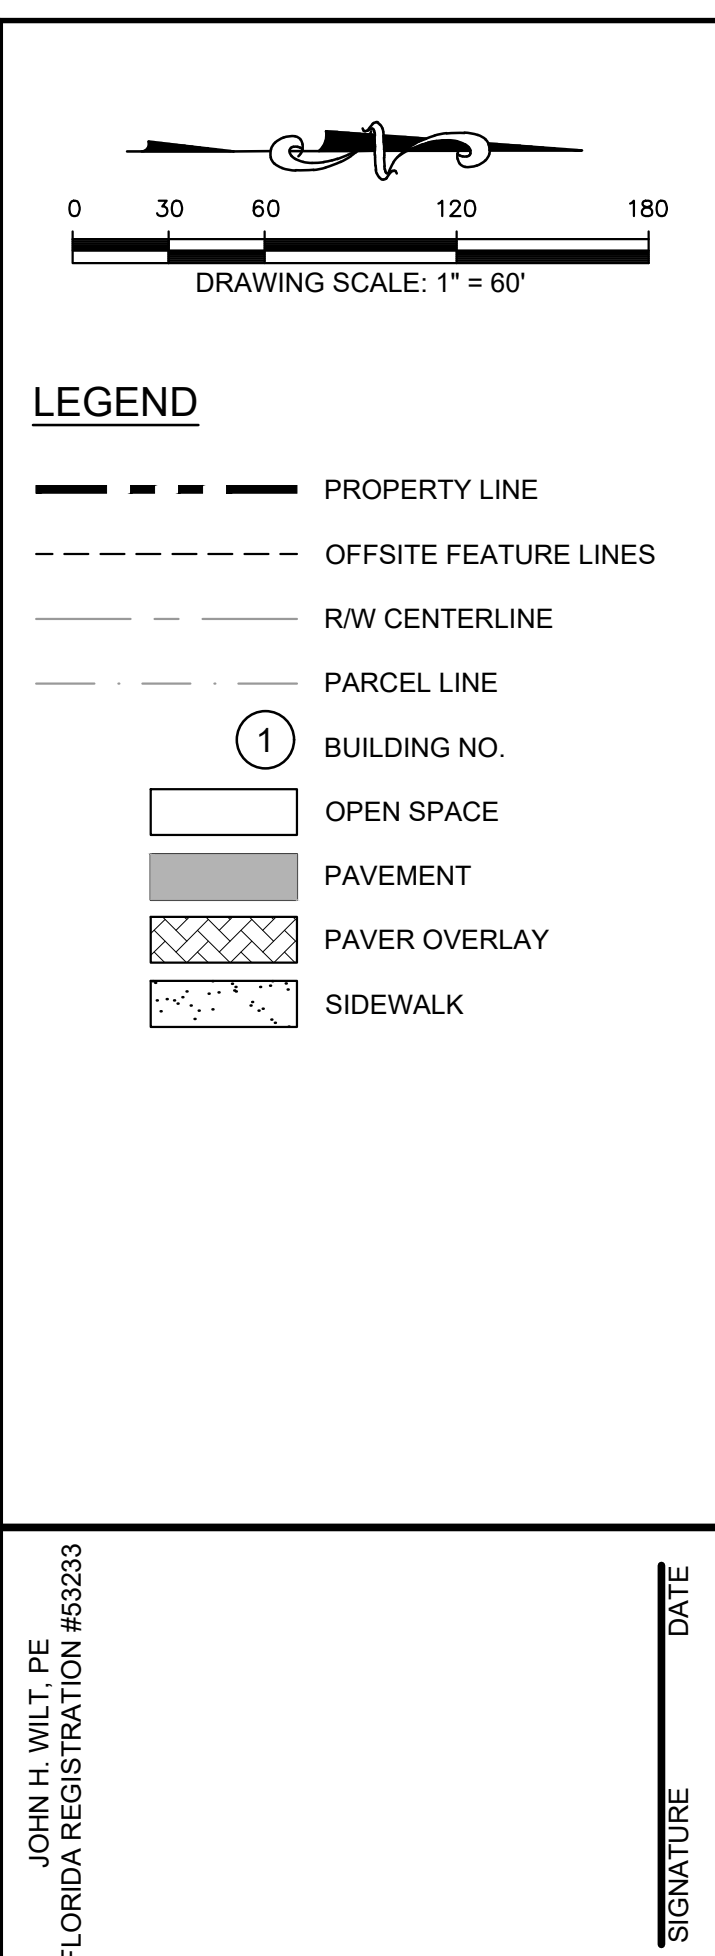 0 30 60 120 180
DRAWING SCALE: 1" = 60'
LEGEND
PROPERTY LINE
OFFSITE FEATURE LINES
R/W CENTERLINE
PARCEL LINE
1 BUILDING NO.
OPEN SPACE
PAVEMENT
PAVER OVERLAY
SIDEWALK
JOHN H. WILT, PE
FLORIDA REGISTRATION #53233
SIGNATURE DATE